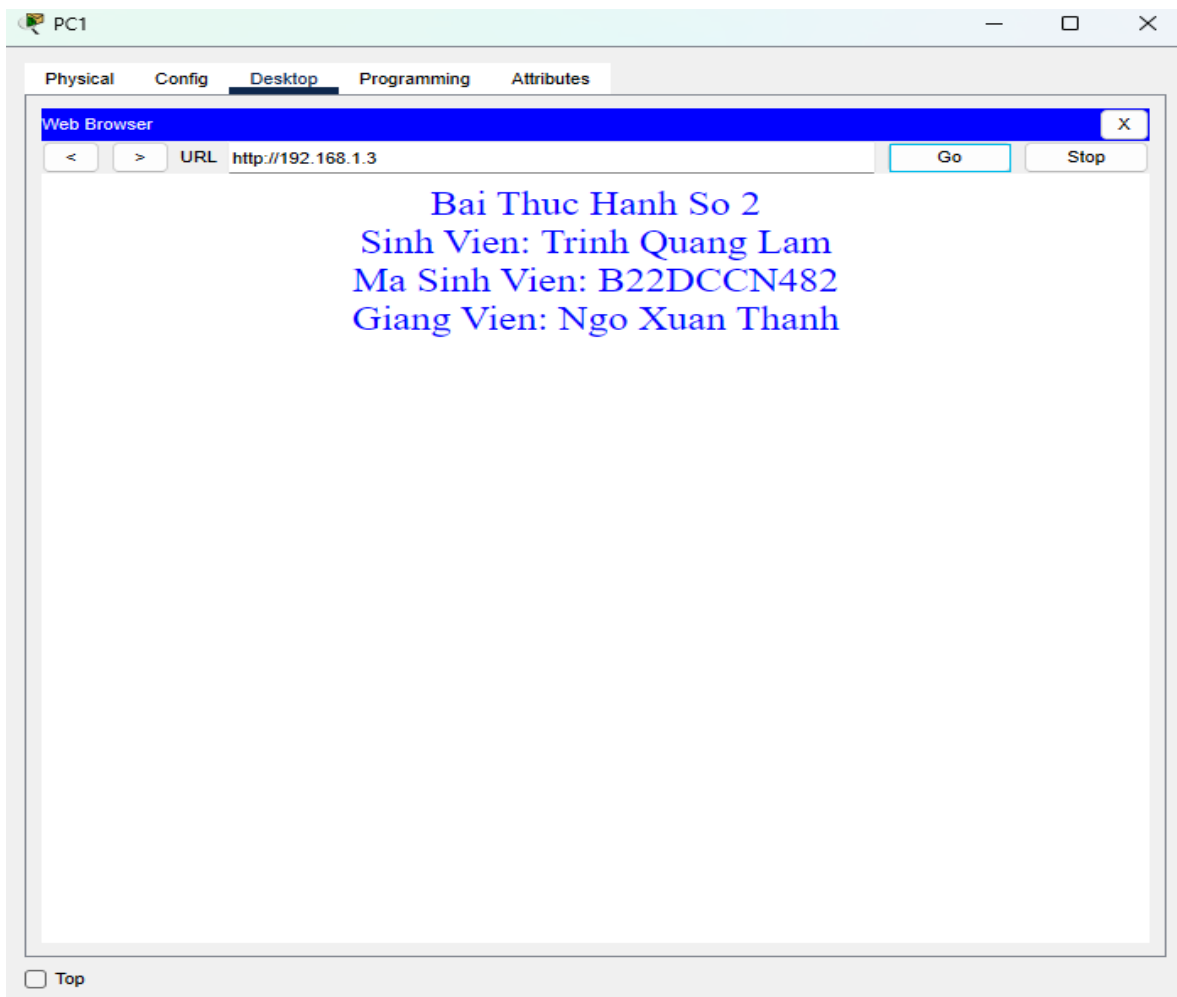 PC1
Physical Config Desktop Programming Attributes
Web Browser X
< > URL http://192.168.1.3 Go Stop
Bai Thuc Hanh So 2
Sinh Vien: Trinh Quang Lam
Ma Sinh Vien: B22DCCN482
Giang Vien: Ngo Xuan Thanh
Top